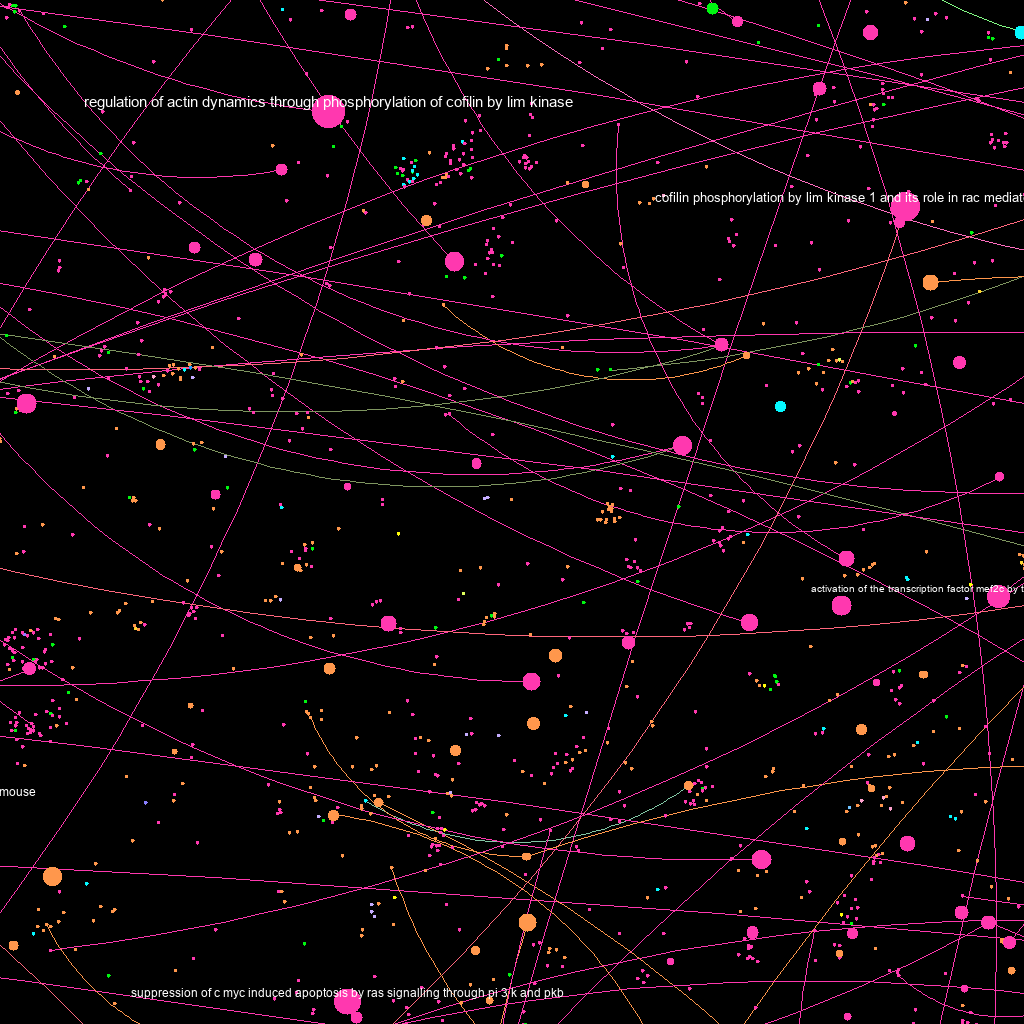 regulation of actin dynamics through phosphorylation of cofilin by lim kinase
cofilin phosphorylation by lim kinase 1 and its role in rac mediat
activation of the transcription factor mef2c by t
mouse
suppression of c myc induced apoptosis by ras signalling through pi 3 k and pkb